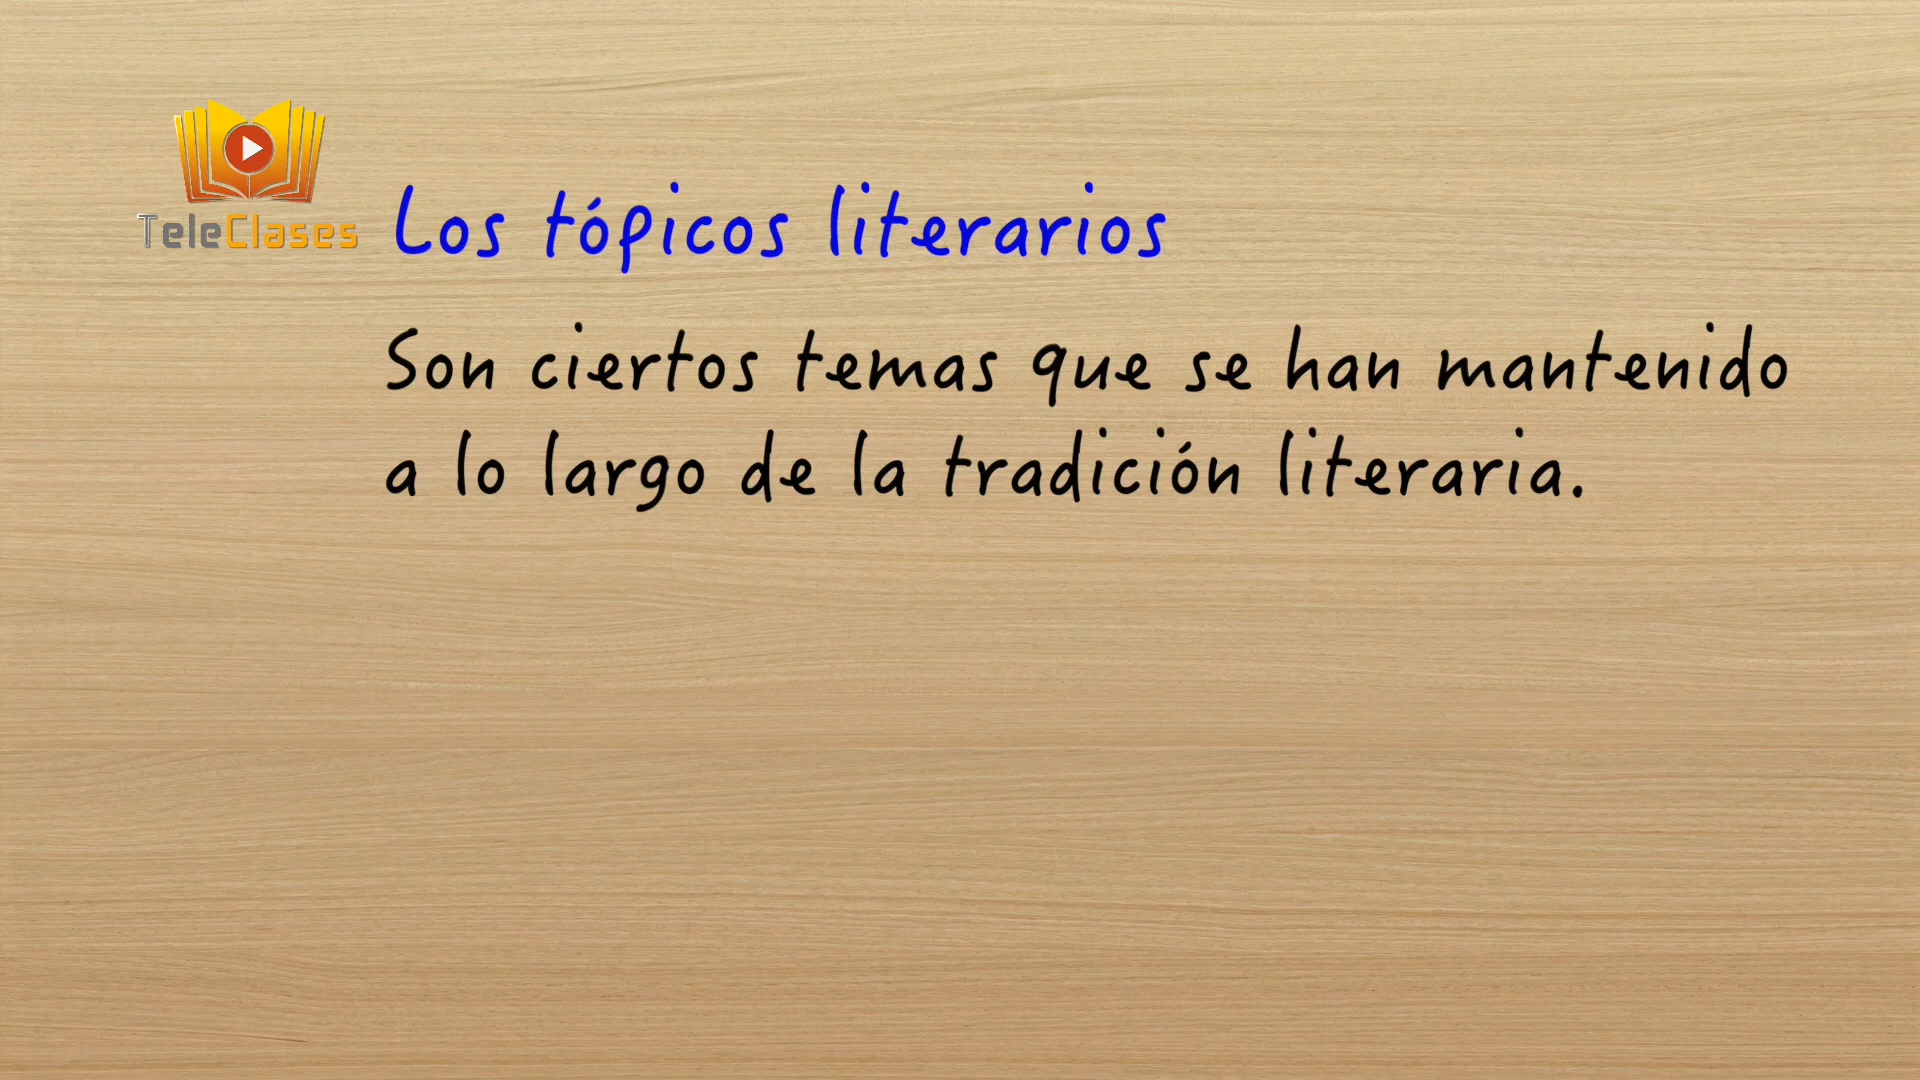 TeleClases
Los tópicos literarios
Son ciertos temas que se han mantenido
a lo largo de la tradición literaria.